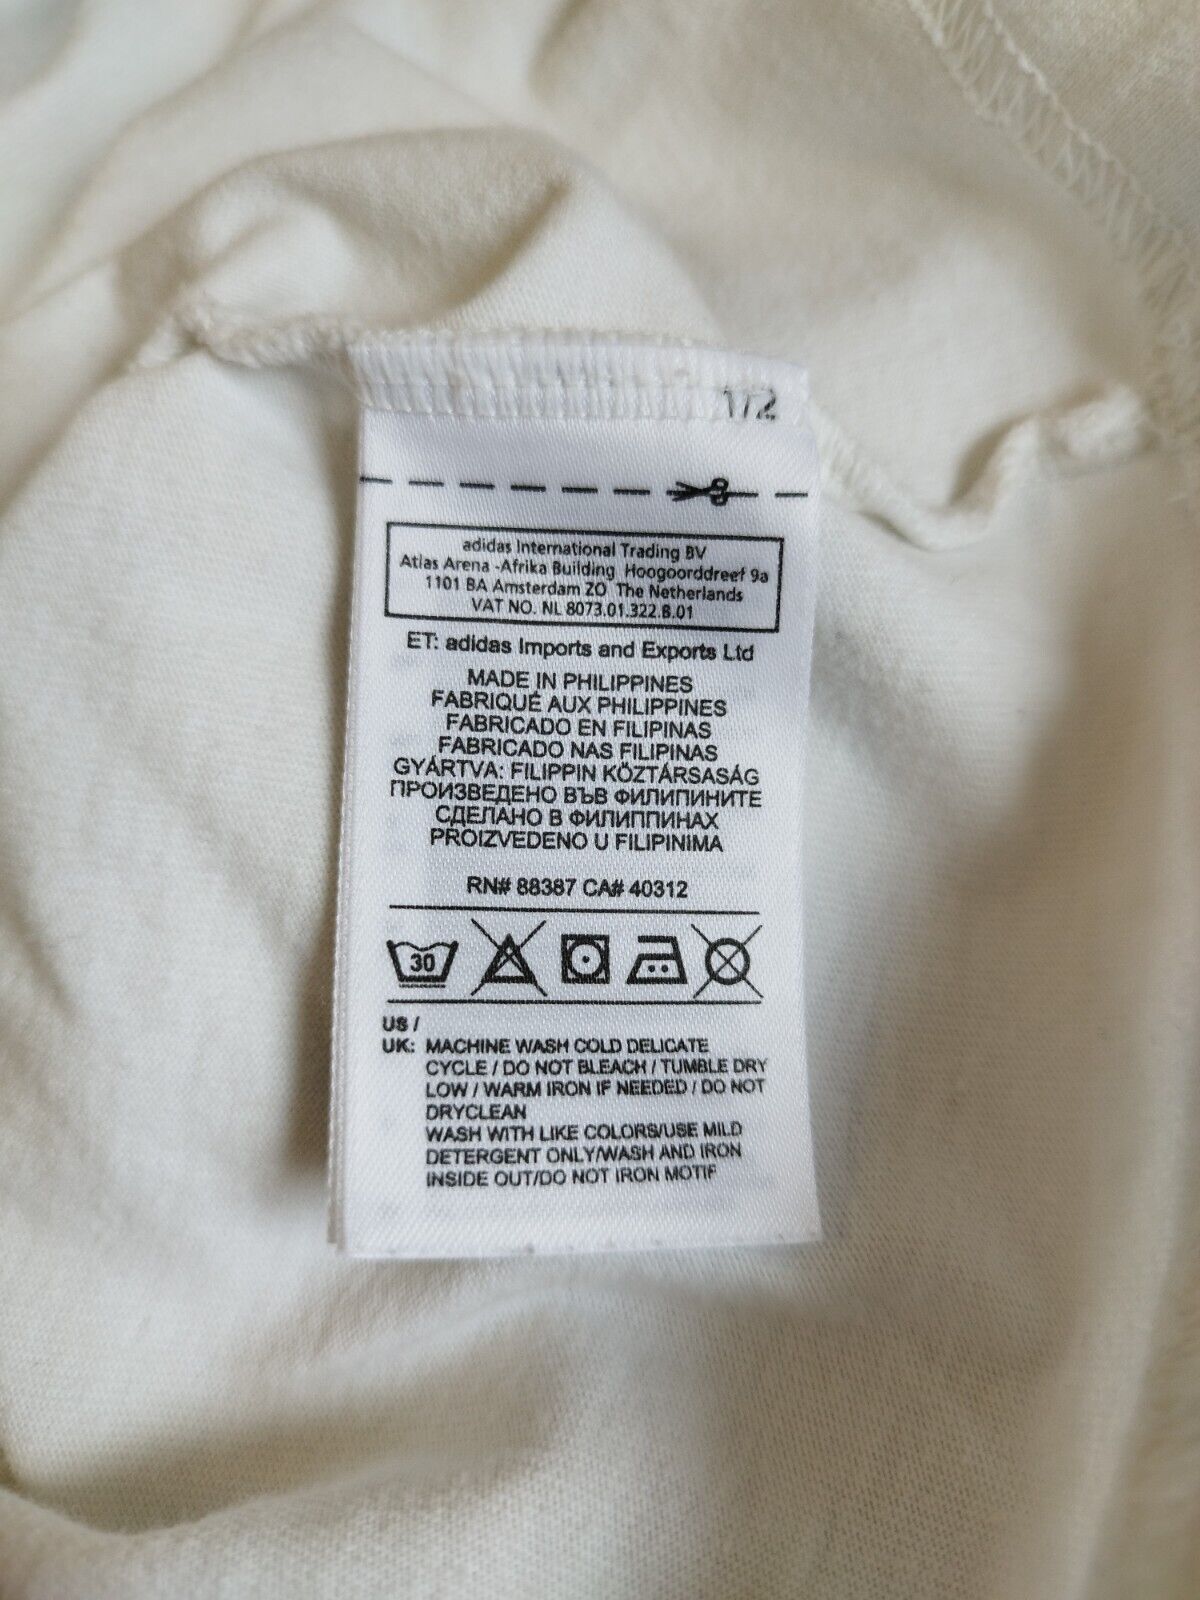 1/2
adidas International Trading BV
Atlas Arena -Afrika Building Hoogoorddreef 9a
1101 BA Amsterdam ZO The Netherlands
VAT NO. NL 8073.01.322.B.01
ET: adidas Imports and Exports Ltd
MADE IN PHILIPPINES
FABRIQUÉ AUX PHILIPPINES
FABRICADO EN FILIPINAS
FABRICADO NAS FILIPINAS
GYÁRTVA: FILIPPIN KÖZTÁRSASÁG
ПРОИЗВЕДЕНО ВЪВ ФИЛИПИНИТЕ
СДЕЛАНО В ФИЛИППИНАХ
PROIZVEDENO U FILIPINIMA
RN# 88387 CA# 40312
30
US /
UK: MACHINE WASH COLD DELICATE
CYCLE / DO NOT BLEACH / TUMBLE DRY
LOW / WARM IRON IF NEEDED / DO NOT
DRYCLEAN
WASH WITH LIKE COLORS/USE MILD
DETERGENT ONLY/WASH AND IRON
INSIDE OUT/DO NOT IRON MOTIF